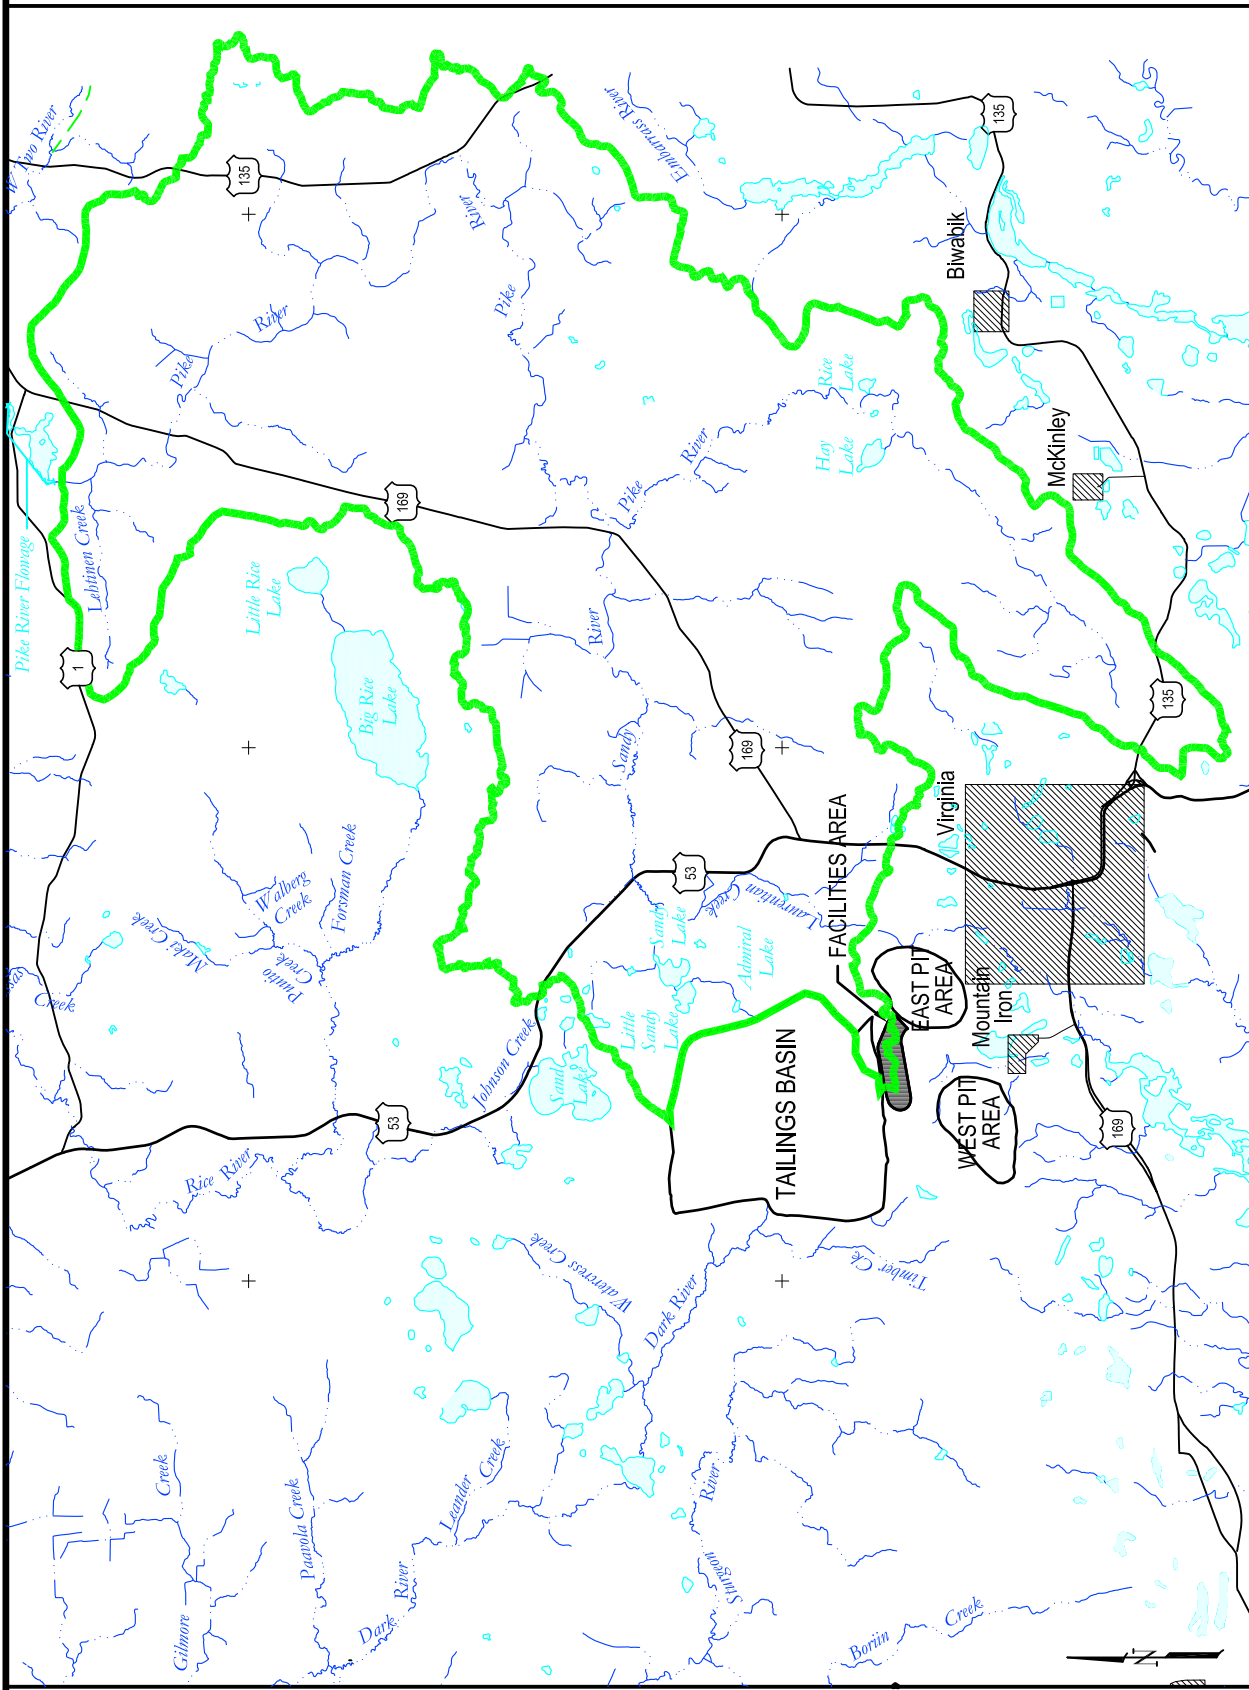 W Two River
135
Embarrass River
135
River
Biwabik
Pike
River
Pike
Rice
Lake
Hay
Lake
River
Pike
McKinley
169
Pike River Flowage
Lehtinen Creek
Little Rice
Lake
1
Big Rice
Lake
River
Sandy
169
135
Virginia
FACILITIES AREA
53
Laurentian
Creek
Forsman Creek
Walberg
Creek
Maki Creek
Creek
Puutio
Creek
Sandy
Lake
Admiral
Lake
EAST PIT
AREA
Mountain
Iron
Little
Sandy
Lake
TAILINGS BASIN
Johnson Creek
Sand
Lake
53
WEST PIT
AREA
169
Rice River
Watercress Creek
Dark River
Timber Ck
Creek
Gilmore
Paavola Creek
Leander
Creek
Dark
River
River
Sturgeon
Boriin
Creek
N